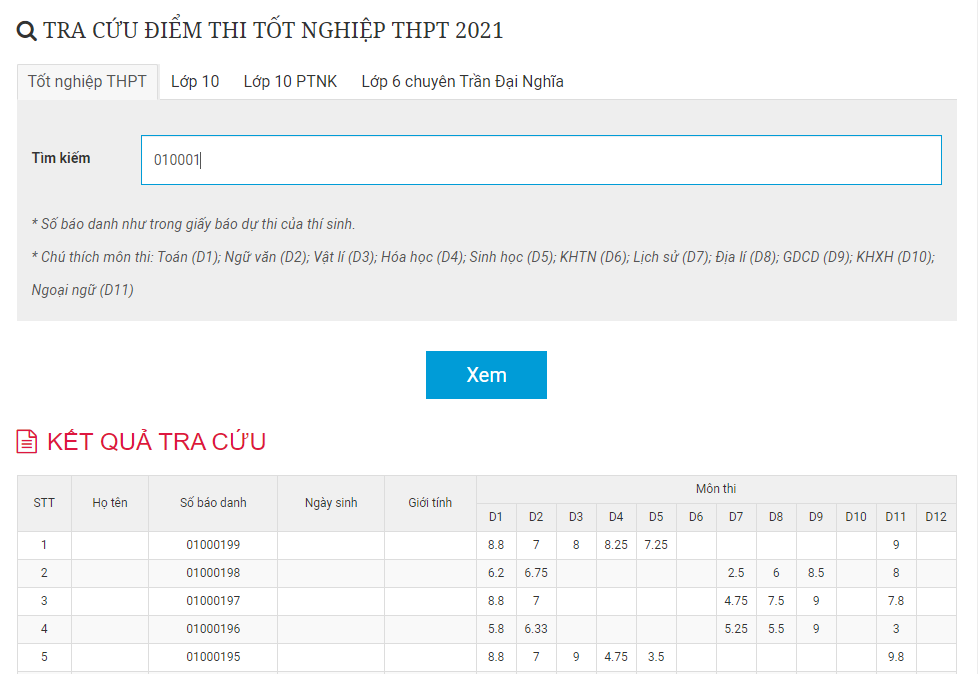 TRA CỨU ĐIỂM THI TỐT NGHIỆP THPT 2021
Tốt nghiệp THPT Lớp 10 Lớp 10 PTNK Lớp 6 chuyên Trần Đại Nghĩa
Tìm kiếm 010001
* Số báo danh như trong giấy báo dự thi của thí sinh.
* Chú thích môn thi: Toán (D1); Ngữ văn (D2); Vật lí (D3); Hóa học (D4); Sinh học (D5); KHTN (D6); Lịch sử (D7); Địa lí (D8); GDCD (D9); KHXH (D10);
Ngoại ngữ (D11)
Xem
KẾT QUẢ TRA CỨU
STT Họ tên Số báo danh Ngày sinh Giới tính Môn thi
D1 D2 D3 D4 D5 D6 D7 D8 D9 D10 D11 D12
1 01000199 8.8 7 8 8.25 7.25 9
2 01000198 6.2 6.75 2.5 6 8.5 8
3 01000197 8.8 7 4.75 7.5 9 7.8
4 01000196 5.8 6.33 5.25 5.5 9 3
5 01000195 8.8 7 9 4.75 3.5 9.8